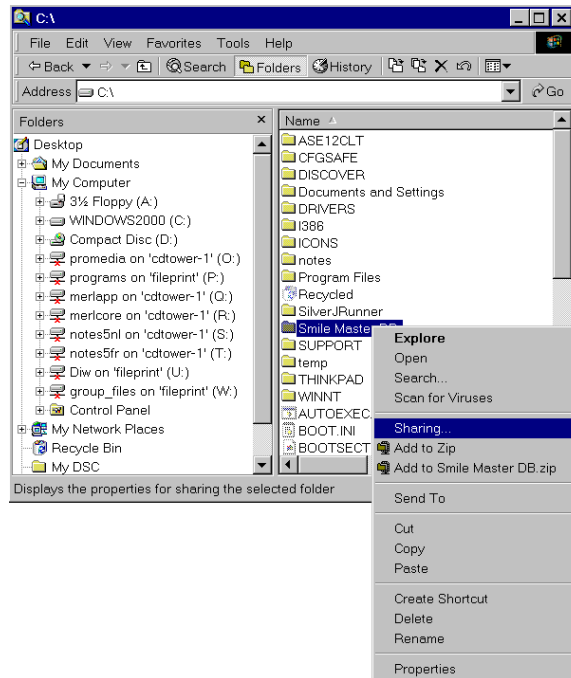 C:\
File Edit View Favorites Tools Help
Back Search Folders History
Address C:\ Go
Folders
Desktop
My Documents
My Computer
3½ Floppy (A:)
WINDOWS2000 (C:)
Compact Disc (D:)
promedia on 'cdtower-1' (O:)
programs on 'fileprint' (P:)
merlapp on 'cdtower-1' (Q:)
merlcore on 'cdtower-1' (R:)
notes5nl on 'cdtower-1' (S:)
notes5fr on 'cdtower-1' (T:)
Diw on 'fileprint' (U:)
group_files on 'fileprint' (W:)
Control Panel
My Network Places
Recycle Bin
My DSC
Name
ASE12CLT
CFGSAFE
DISCOVER
Documents and Settings
DRIVERS
I386
ICONS
notes
Program Files
Recycled
SilverJRunner
Smile Master DB
SUPPORT
temp
THINKPAD
WINNT
AUTOEXEC.
BOOT.INI
BOOTSECT
Displays the properties for sharing the selected folder
Explore
Open
Search...
Scan for Viruses
Sharing...
Add to Zip
Add to Smile Master DB.zip
Send To
Cut
Copy
Paste
Create Shortcut
Delete
Rename
Properties